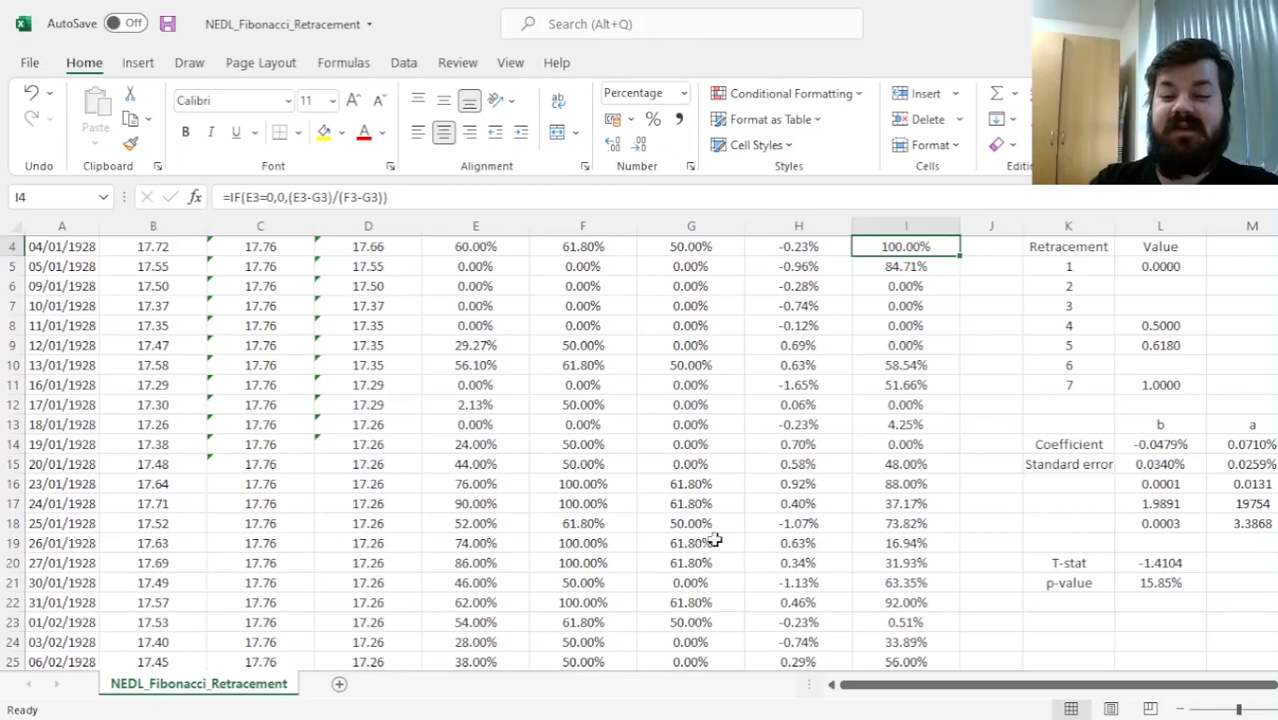 AutoSave Off NEDL_Fibonacci_Retracement Search (Alt+Q)
File Home Insert Draw Page Layout Formulas Data Review View Help
Calibri 11 Percentage Conditional Formatting Insert
Paste Format as Table Delete
B I U Cell Styles Format
Undo Clipboard Font Alignment Number Styles Cells Editin
I4 fx =IF(E3=0,0,(E3-G3)/(F3-G3))
A B C D E F G H I J K L M
4 04/01/1928 17.72 17.76 17.66 60.00% 61.80% 50.00% -0.23% 100.00% Retracement Value
5 05/01/1928 17.55 17.76 17.55 0.00% 0.00% 0.00% -0.96% 84.71% 1 0.0000
6 09/01/1928 17.50 17.76 17.50 0.00% 0.00% 0.00% -0.28% 0.00% 2
7 10/01/1928 17.37 17.76 17.37 0.00% 0.00% 0.00% -0.74% 0.00% 3
8 11/01/1928 17.35 17.76 17.35 0.00% 0.00% 0.00% -0.12% 0.00% 4 0.5000
9 12/01/1928 17.47 17.76 17.35 29.27% 50.00% 0.00% 0.69% 0.00% 5 0.6180
10 13/01/1928 17.58 17.76 17.35 56.10% 61.80% 50.00% 0.63% 58.54% 6
11 16/01/1928 17.29 17.76 17.29 0.00% 0.00% 0.00% -1.65% 51.66% 7 1.0000
12 17/01/1928 17.30 17.76 17.29 2.13% 50.00% 0.00% 0.06% 0.00%
13 18/01/1928 17.26 17.76 17.26 0.00% 0.00% 0.00% -0.23% 4.25% b a
14 19/01/1928 17.38 17.76 17.26 24.00% 50.00% 0.00% 0.70% 0.00% Coefficient -0.0479% 0.0710%
15 20/01/1928 17.48 17.76 17.26 44.00% 50.00% 0.00% 0.58% 48.00% Standard error 0.0340% 0.0259%
16 23/01/1928 17.64 17.76 17.26 76.00% 100.00% 61.80% 0.92% 88.00% 0.0001 0.0131
17 24/01/1928 17.71 17.76 17.26 90.00% 100.00% 61.80% 0.40% 37.17% 1.9891 19754
18 25/01/1928 17.52 17.76 17.26 52.00% 61.80% 50.00% -1.07% 73.82% 0.0003 3.3868
19 26/01/1928 17.63 17.76 17.26 74.00% 100.00% 61.80% 0.63% 16.94%
20 27/01/1928 17.69 17.76 17.26 86.00% 100.00% 61.80% 0.34% 31.93% T-stat -1.4104
21 30/01/1928 17.49 17.76 17.26 46.00% 50.00% 0.00% -1.13% 63.35% p-value 15.85%
22 31/01/1928 17.57 17.76 17.26 62.00% 100.00% 61.80% 0.46% 92.00%
23 01/02/1928 17.53 17.76 17.26 54.00% 61.80% 50.00% -0.23% 0.51%
24 03/02/1928 17.40 17.76 17.26 28.00% 50.00% 0.00% -0.74% 33.89%
25 06/02/1928 17.45 17.76 17.26 38.00% 50.00% 0.00% 0.29% 56.00%
NEDL_Fibonacci_Retracement
Ready